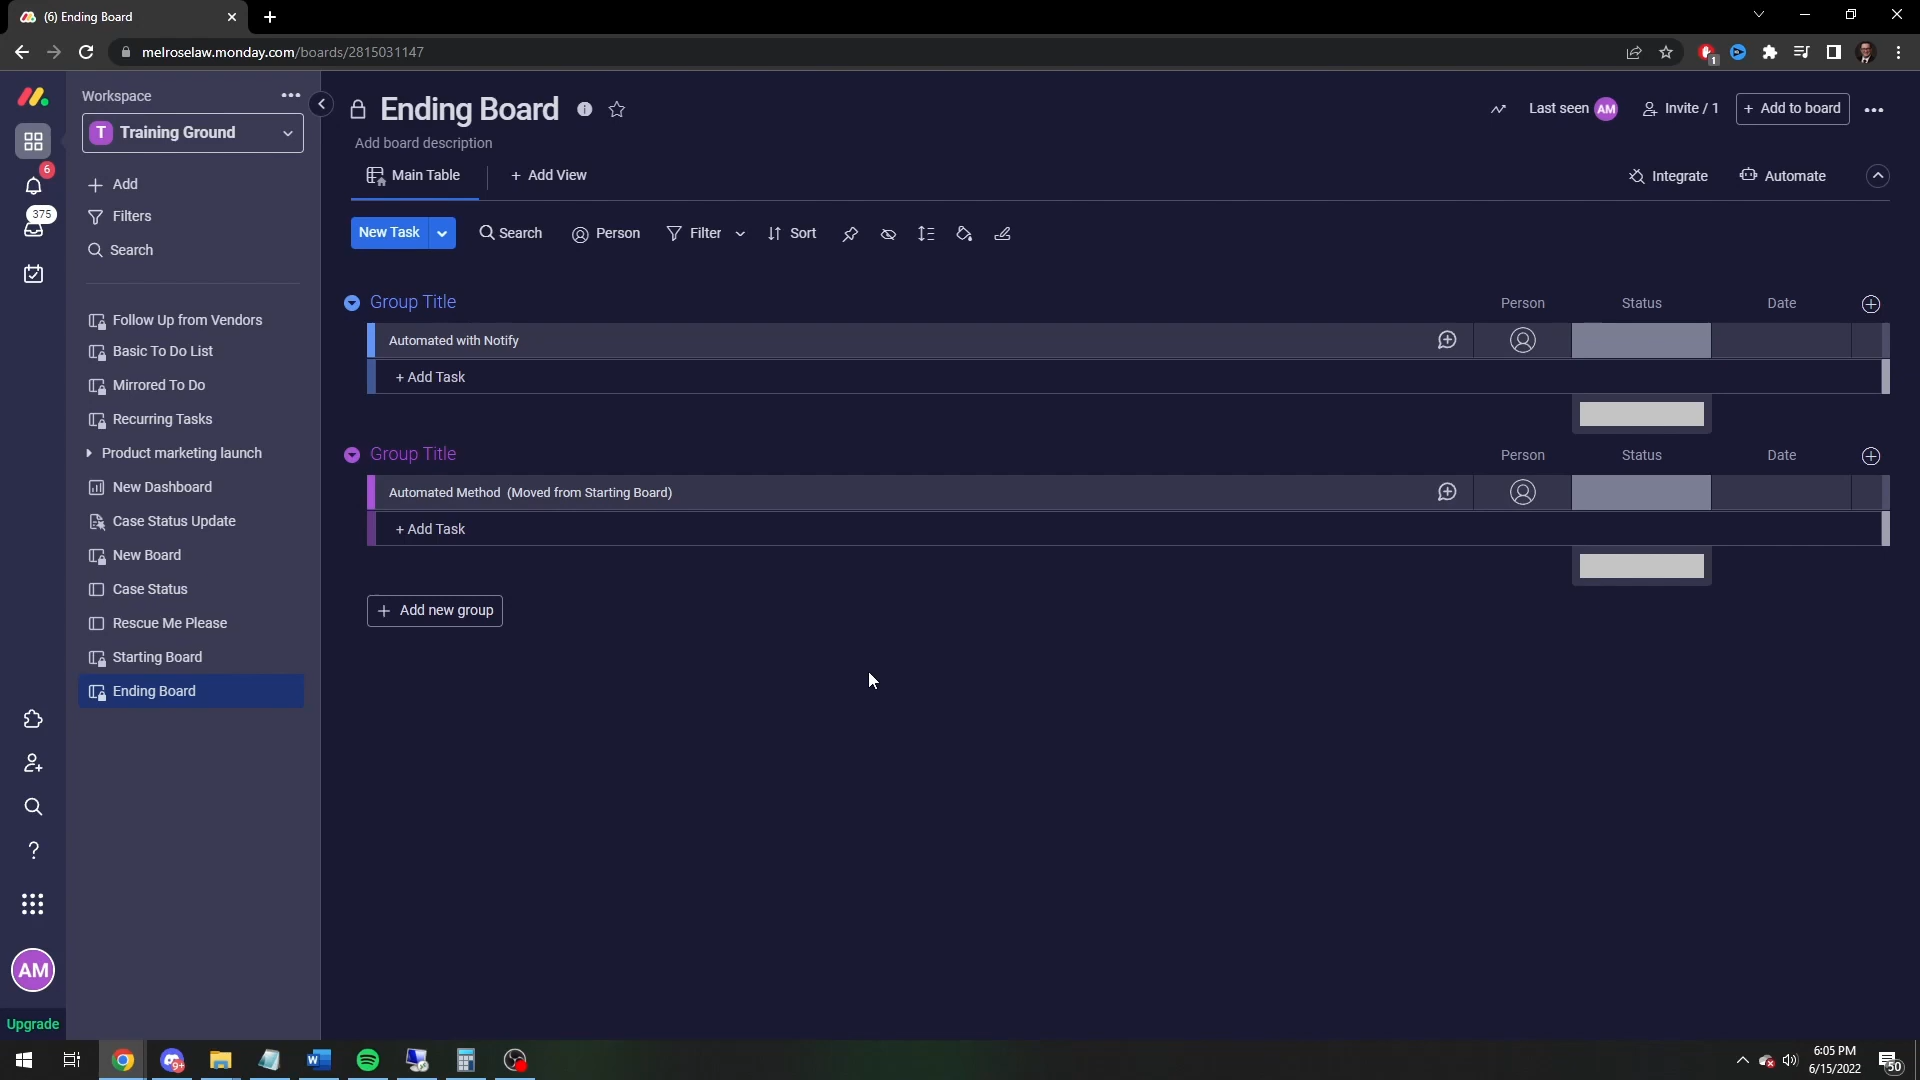 (6) Ending Board
melroselaw.monday.com/boards/2815031147
1
Workspace
T Training Ground
Add
Filters
Search
6
375
Follow Up from Vendors
Basic To Do List
Mirrored To Do
Recurring Tasks
Product marketing launch
New Dashboard
Case Status Update
New Board
Case Status
Rescue Me Please
Starting Board
Ending Board
AM
Upgrade
Ending Board
Last seen AM
Invite / 1
+ Add to board
Add board description
Main Table
+ Add View
Integrate
Automate
New Task
Search
Person
Filter
Sort
Group Title
Person
Status
Date
Automated with Notify
+ Add Task
Group Title
Person
Status
Date
Automated Method (Moved from Starting Board)
+ Add Task
+ Add new group
9+
6:05 PM
6/15/2022
50